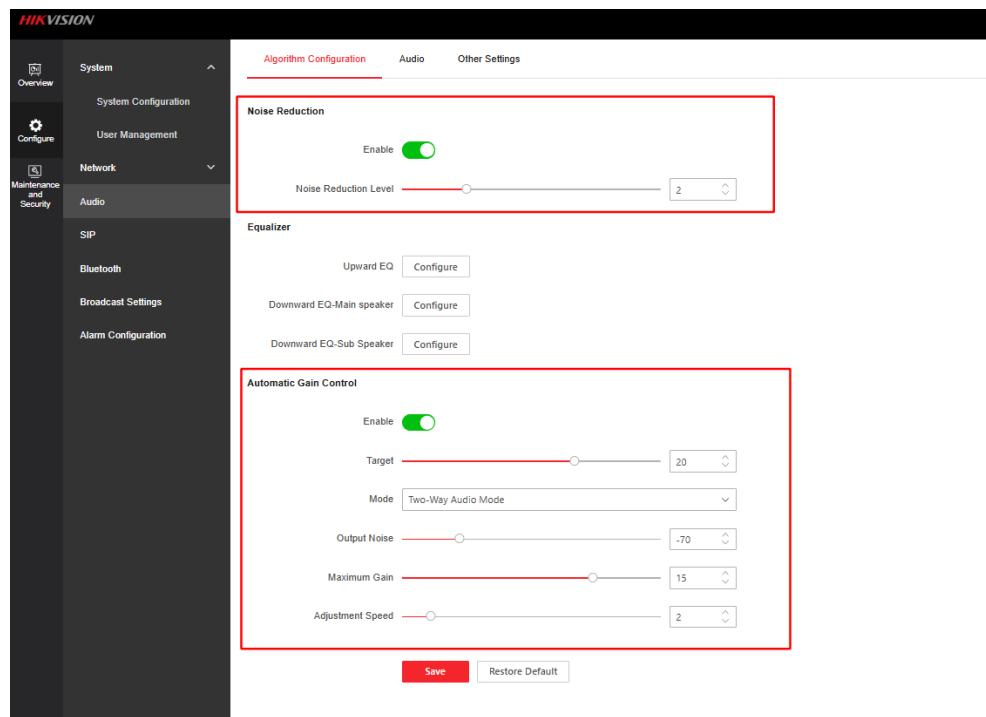 HIKVISION
Overview
Configure
Maintenance
and
Security
System
System Configuration
User Management
Network
Audio
SIP
Bluetooth
Broadcast Settings
Alarm Configuration
Algorithm Configuration Audio Other Settings
Noise Reduction
Enable
Noise Reduction Level 2
Equalizer
Upward EQ Configure
Downward EQ-Main speaker Configure
Downward EQ-Sub Speaker Configure
Automatic Gain Control
Enable
Target 20
Mode Two-Way Audio Mode
Output Noise -70
Maximum Gain 15
Adjustment Speed 2
Save Restore Default